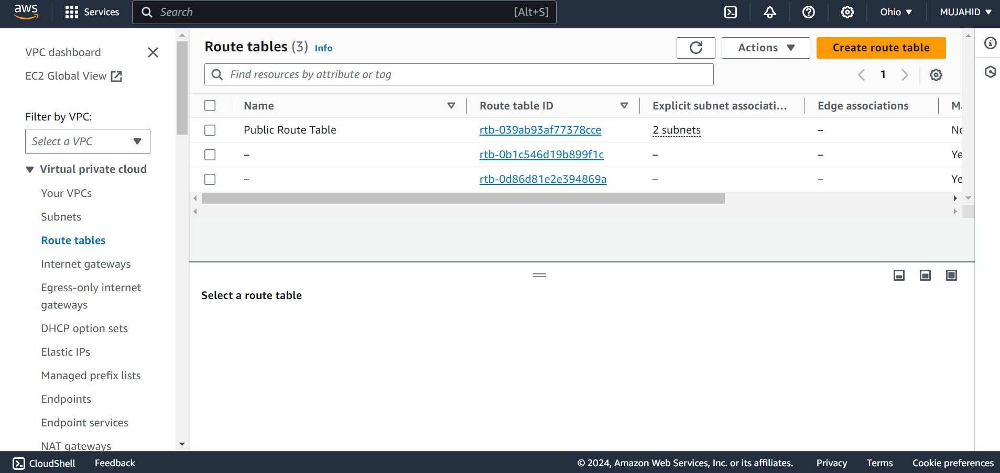 aws
Services
Search
[Alt+S]
Ohio
MUJAHID
VPC dashboard
EC2 Global View
Filter by VPC:
Select a VPC
Virtual private cloud
Your VPCs
Subnets
Route tables
Internet gateways
Egress-only internet
gateways
DHCP option sets
Elastic IPs
Managed prefix lists
Endpoints
Endpoint services
NAT gateways
Route tables (3) Info
Actions
Create route table
Find resources by attribute or tag
1
Name Route table ID Explicit subnet associati... Edge associations M
Public Route Table rtb-039ab93af77378cce 2 subnets – No
– rtb-0b1c546d19b899f1c – – Ye
– rtb-0d86d81e2e394869a – – Ye
Select a route table
CloudShell
Feedback
© 2024, Amazon Web Services, Inc. or its affiliates.
Privacy
Terms
Cookie preferences